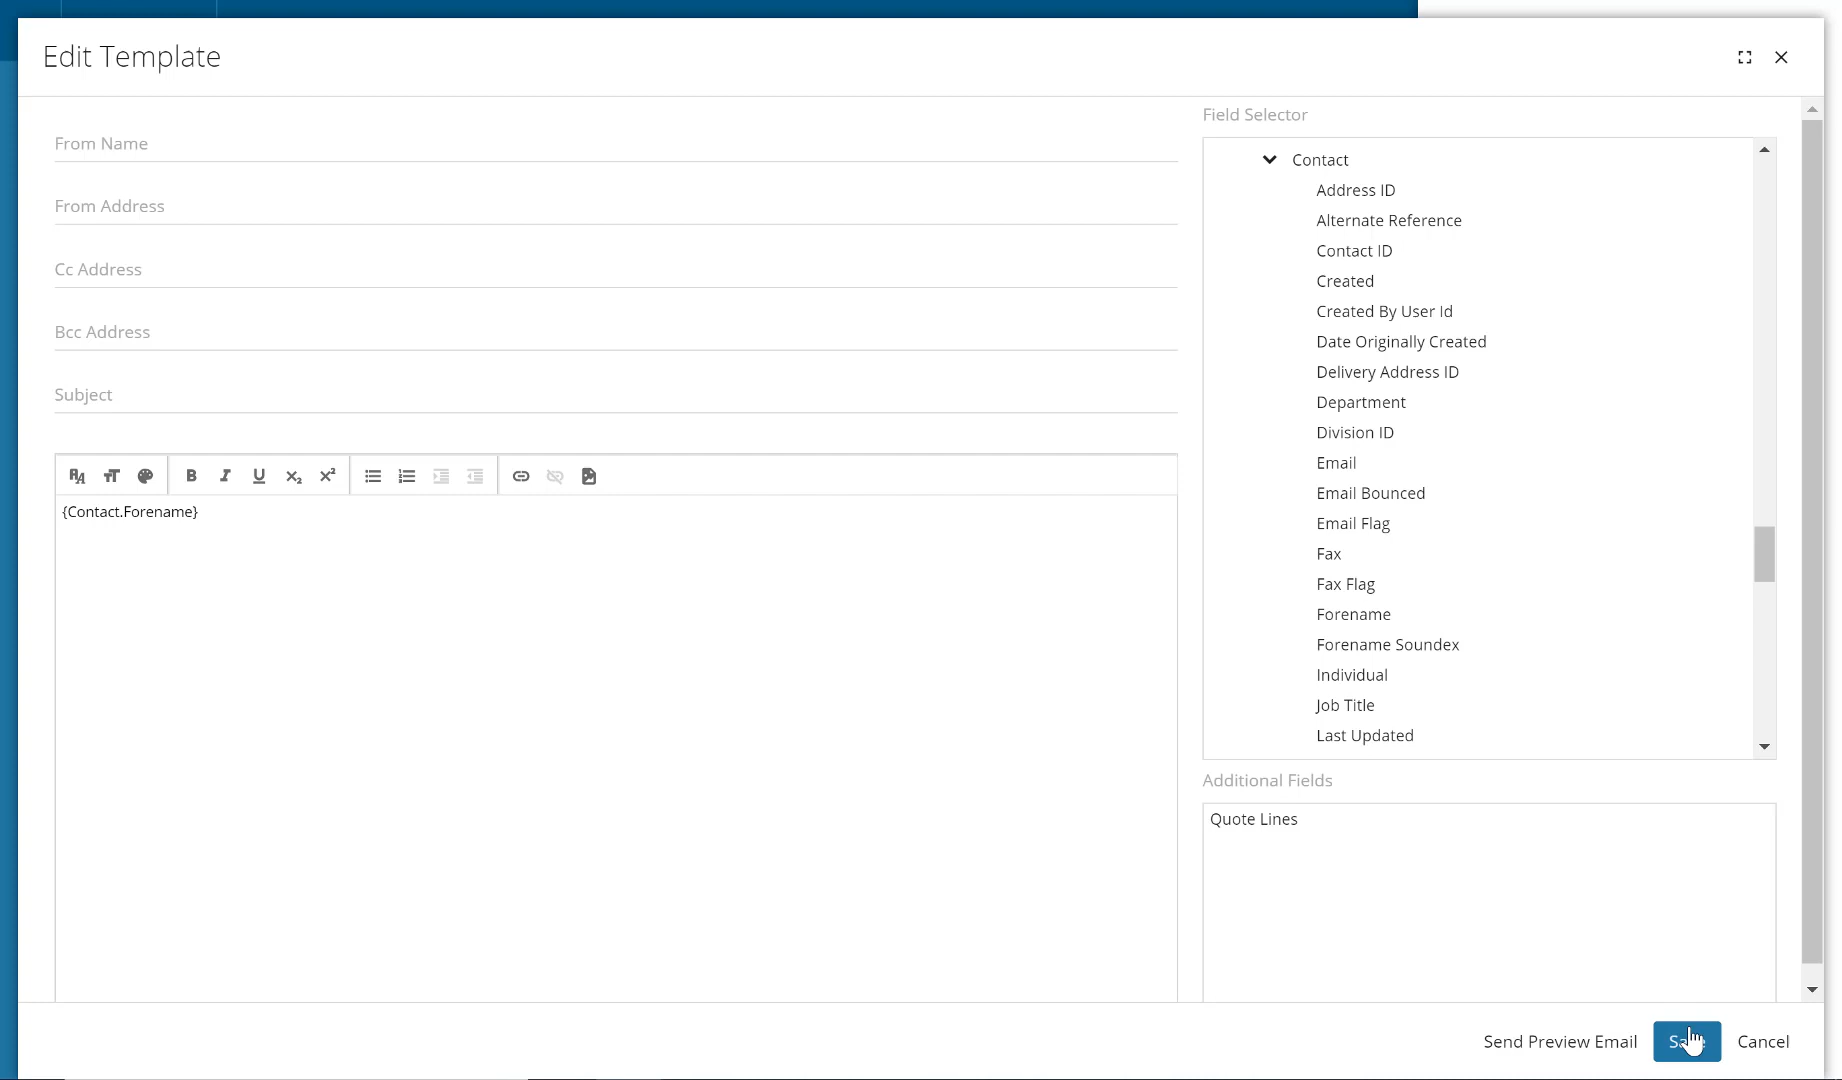 Edit Template
From Name
From Address
Cc Address
Bcc Address
Subject
{Contact.Forename}
Field Selector
Contact
Address ID
Alternate Reference
Contact ID
Created
Created By User Id
Date Originally Created
Delivery Address ID
Department
Division ID
Email
Email Bounced
Email Flag
Fax
Fax Flag
Forename
Forename Soundex
Individual
Job Title
Last Updated
Additional Fields
Quote Lines
Send Preview Email
Cancel